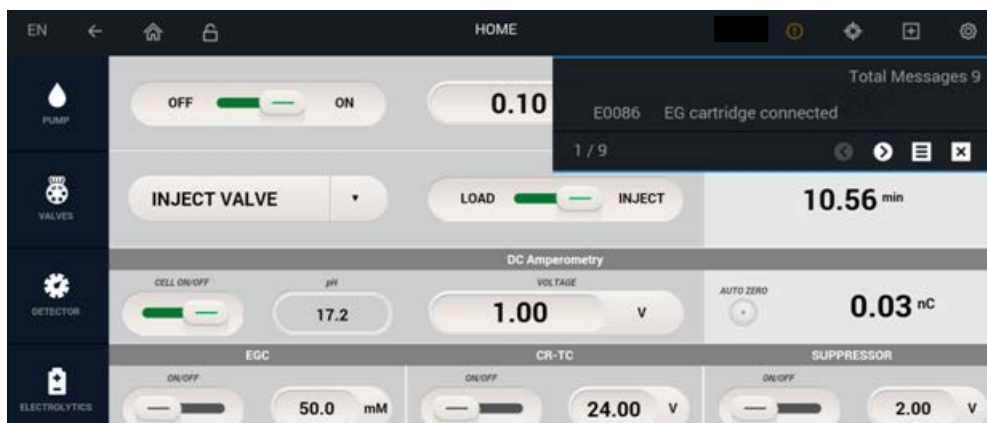 EN HOME
Total Messages 9
E0086 EG cartridge connected
1 / 9
PUMP
OFF ON
0.10
VALVES
INJECT VALVE
LOAD INJECT
10.56 min
DC Amperometry
DETECTOR
CELL ON/OFF
pH
17.2
VOLTAGE
1.00 V
AUTO ZERO
0.03 nC
EGC CR-TC SUPPRESSOR
ELECTROLYTICS
ON/OFF
50.0 mM
ON/OFF
24.00 V
ON/OFF
2.00 V